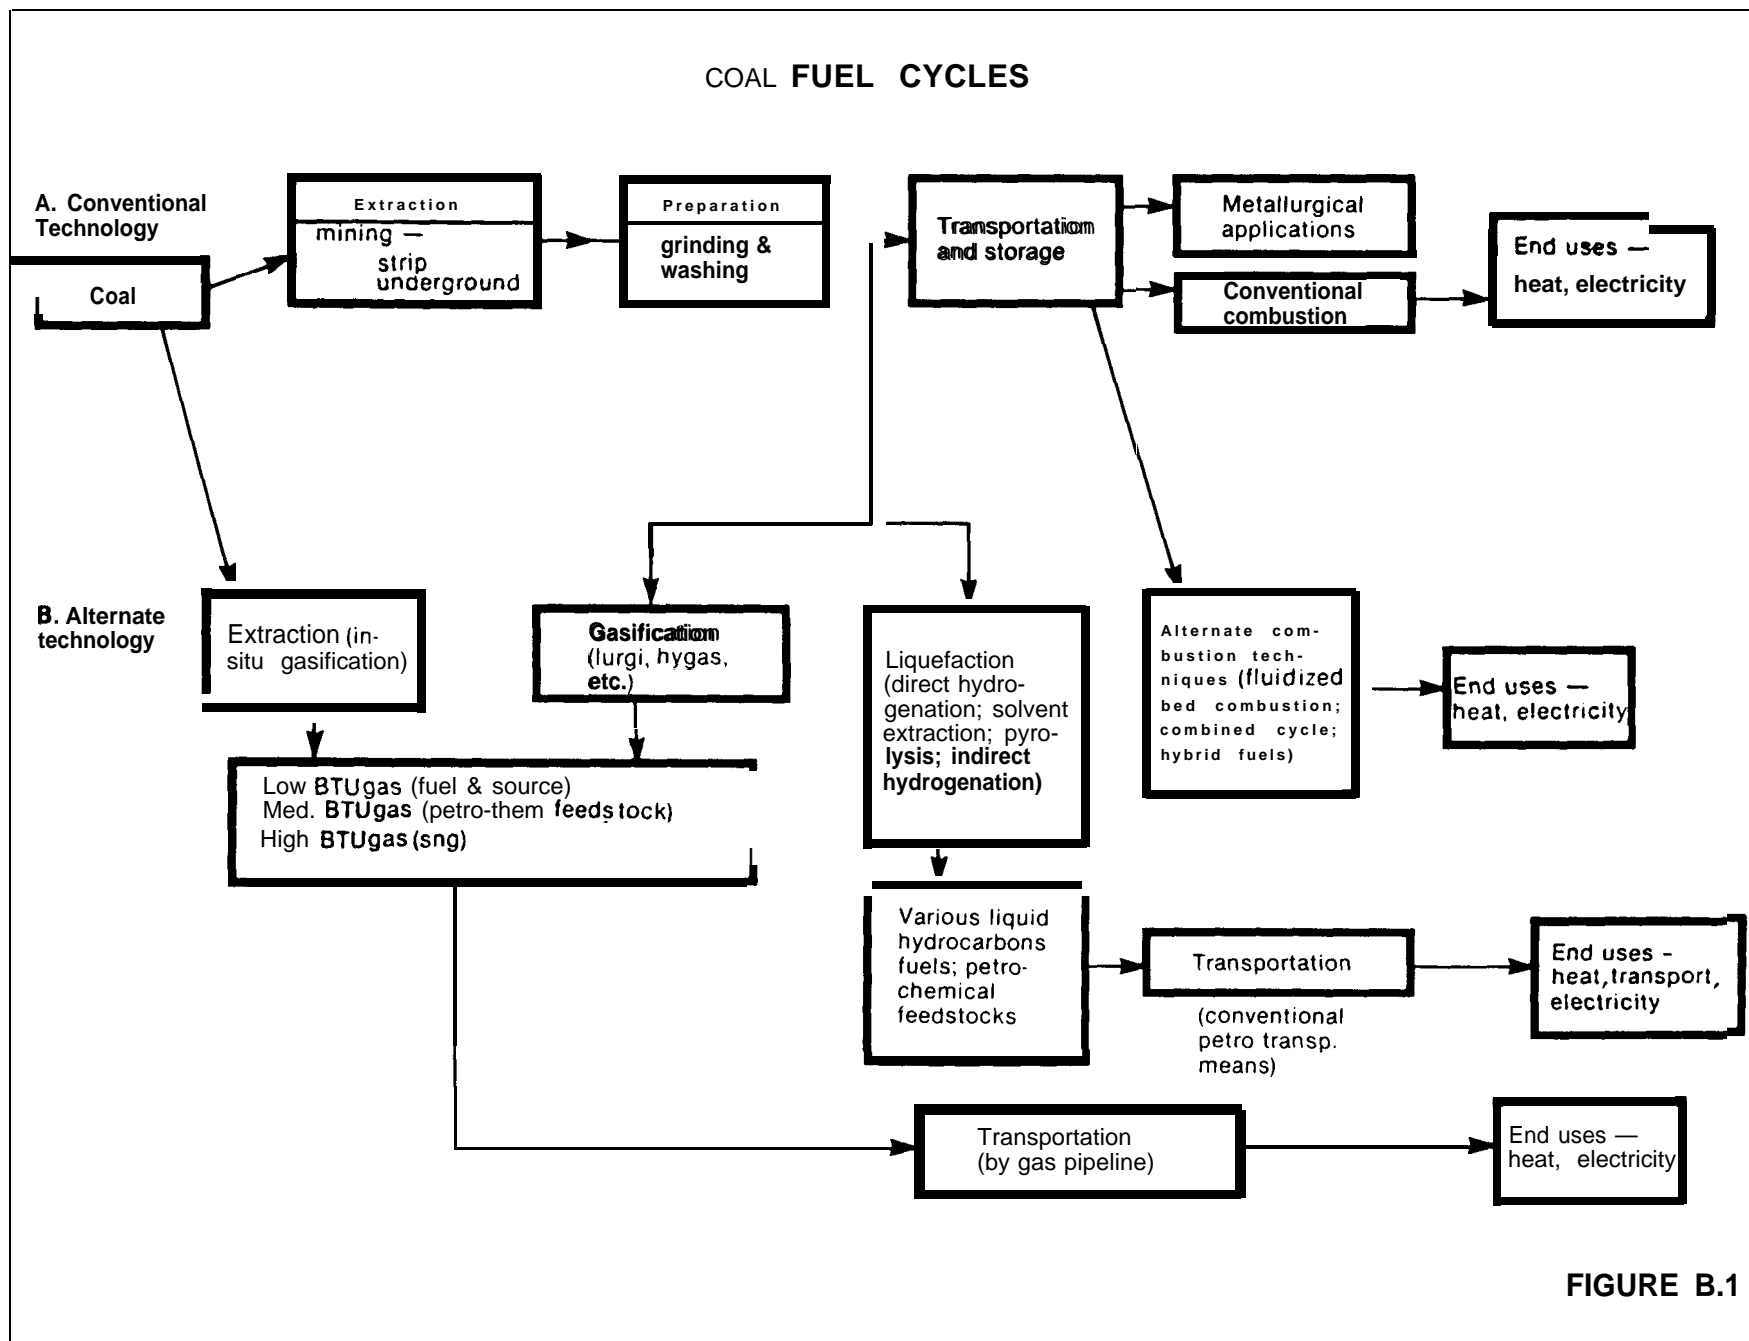 COAL FUEL CYCLES
A. Conventional
Technology
Coal
Extraction
mining —
strip
underground
Preparation
grinding &
washing
Transportation
and storage
Metallurgical
applications
Conventional
combustion
End uses —
heat, electricity
B. Alternate
technology
Extraction (in-
situ gasification)
Gasification
(lurgi, hygas,
etc.)
Low BTUgas (fuel & source)
Med. BTUgas (petro-them feedstock)
High BTUgas (sng)
Liquefaction
(direct hydro-
genation; solvent
extraction; pyro-
lysis; indirect
hydrogenation)
Alternate com-
bustion tech-
niques (fluidized
bed combustion;
combined cycle;
hybrid fuels)
End uses —
heat, electricity
Various liquid
hydrocarbons
fuels; petro-
chemical
feedstocks
Transportation
(conventional
petro transp.
means)
End uses -
heat, transport,
electricity
Transportation
(by gas pipeline)
End uses —
heat, electricity
FIGURE B.1